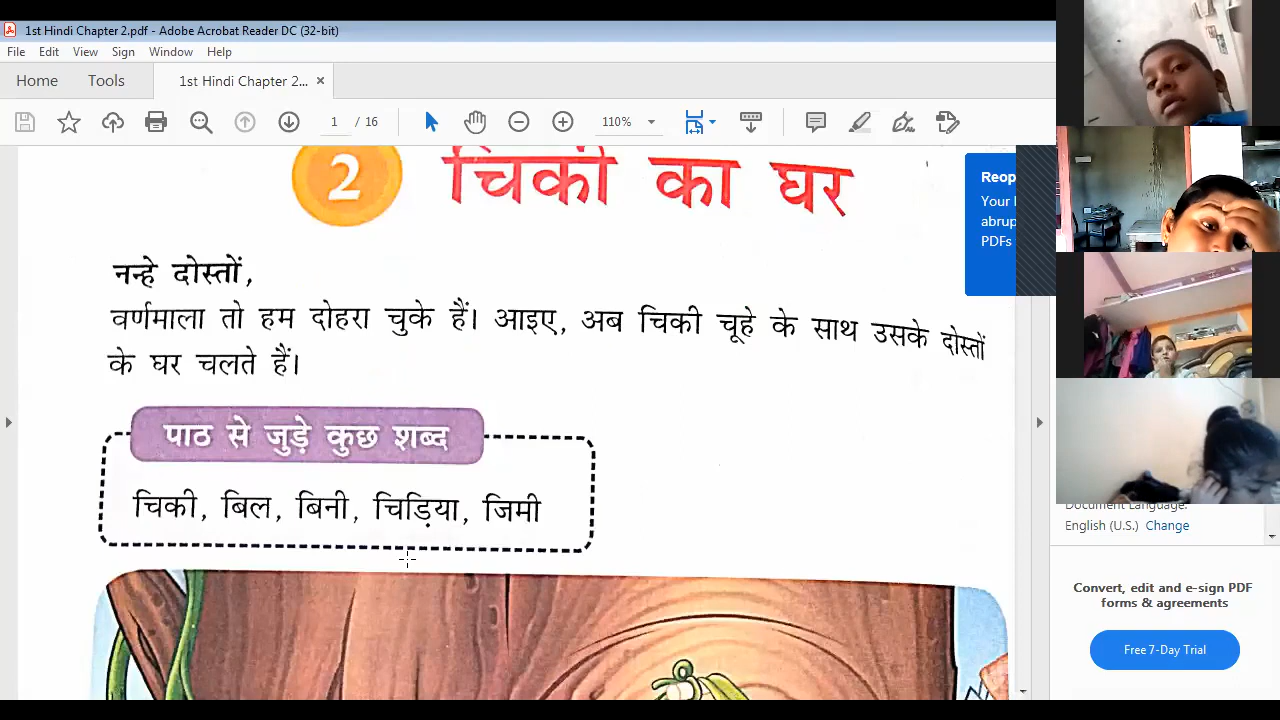 1st Hindi Chapter 2.pdf - Adobe Acrobat Reader DC (32-bit)
File Edit View Sign Window Help
Home Tools 1st Hindi Chapter 2... ×
1 / 16 110%
2 चिकी का घर
Reop
Your
abrup
PDFs
नन्हे दोस्तों,
वर्णमाला तो हम दोहरा चुके हैं। आइए, अब चिकी चूहे के साथ उसके दोस्तों
के घर चलते हैं।
पाठ से जुड़े कुछ शब्द
चिकी, बिल, बिनी, चिड़िया, जिमी
Document Language:
English (U.S.) Change
Convert, edit and e-sign PDF
forms & agreements
Free 7-Day Trial